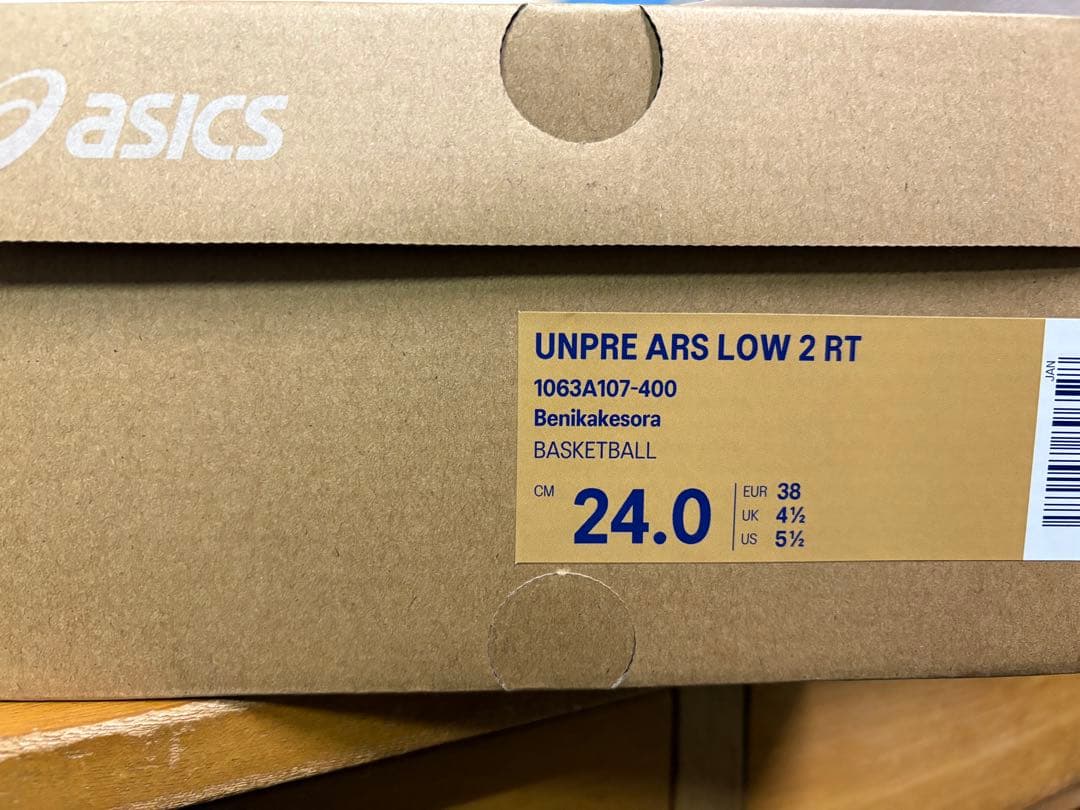 asics
UNPRE ARS LOW 2 RT
1063A107-400
Benikakesora
BASKETBALL
CM 24.0
EUR 38
UK 4½
US 5½
JAN